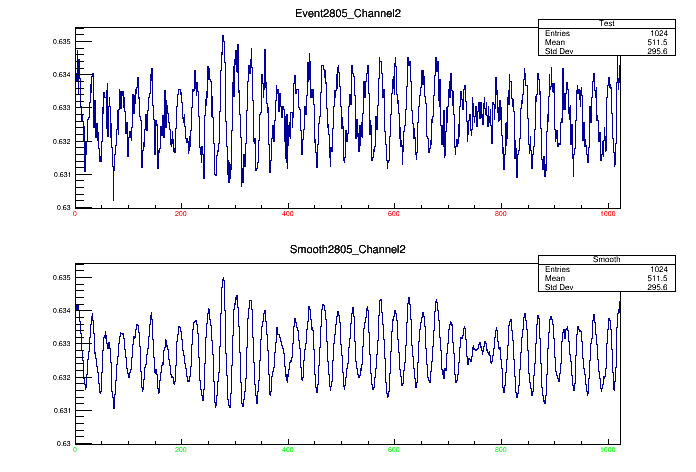 Event2805_Channel2
Test
Entries 1024
Mean 511.5
Std Dev 295.6
0.635
0.634
0.633
0.632
0.631
0.63
0 200 400 600 800 1000
Smooth2805_Channel2
Smooth
Entries 1024
Mean 511.5
Std Dev 295.6
0.635
0.634
0.633
0.632
0.631
0.63
0 200 400 600 800 1000